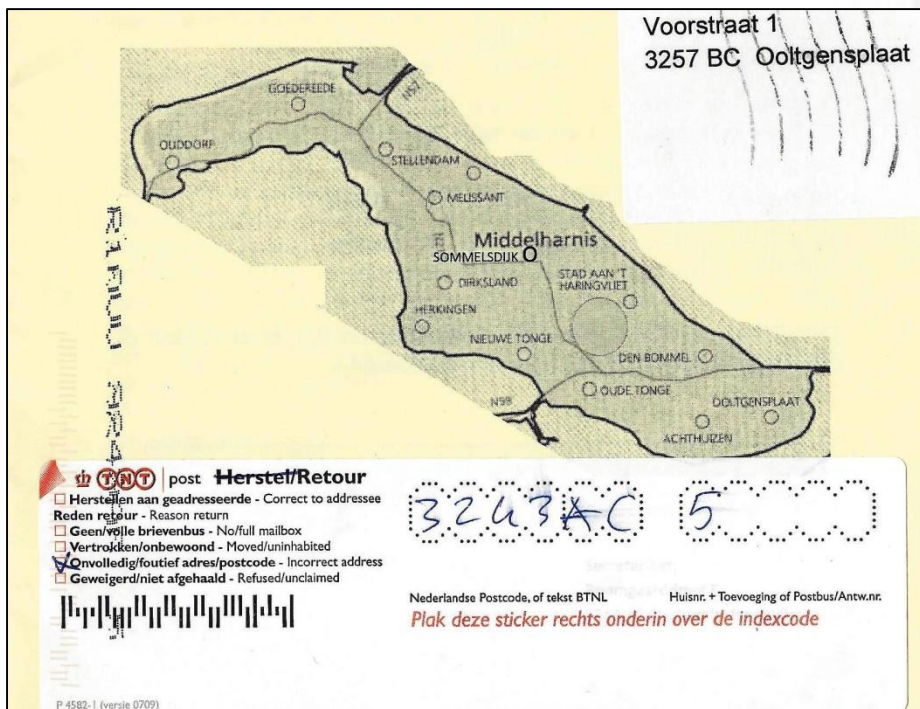 Voorstraat 1
3257 BC Ooltgensplaat
N57
GOEDEREEDE
OUDDORP
STELLENDAM
MELISSANT
Middelharnis
SOMMELSDIJK
STAD AAN 'T
HARINGVLIET
DIRKSLAND
HERKINGEN
NIEUWE TONGE
DEN BOMMEL
N59
OUDE TONGE
OOLTGENSPLAAT
ACHTHUIZEN
TNT post Herstel/Retour
Herstellen aan geadresseerde - Correct to addressee
Reden retour - Reason return
Geen/volle brievenbus - No/full mailbox
Vertrokken/onbewoond - Moved/uninhabited
Onvolledig/foutief adres/postcode - Incorrect address
Geweigerd/niet afgehaald - Refused/unclaimed
3243AC 5
Nederlandse Postcode, of tekst BTNL Huisnr. + Toevoeging of Postbus/Antw.nr.
Plak deze sticker rechts onderin over de indexcode
P 4582-1 (versie 0709)